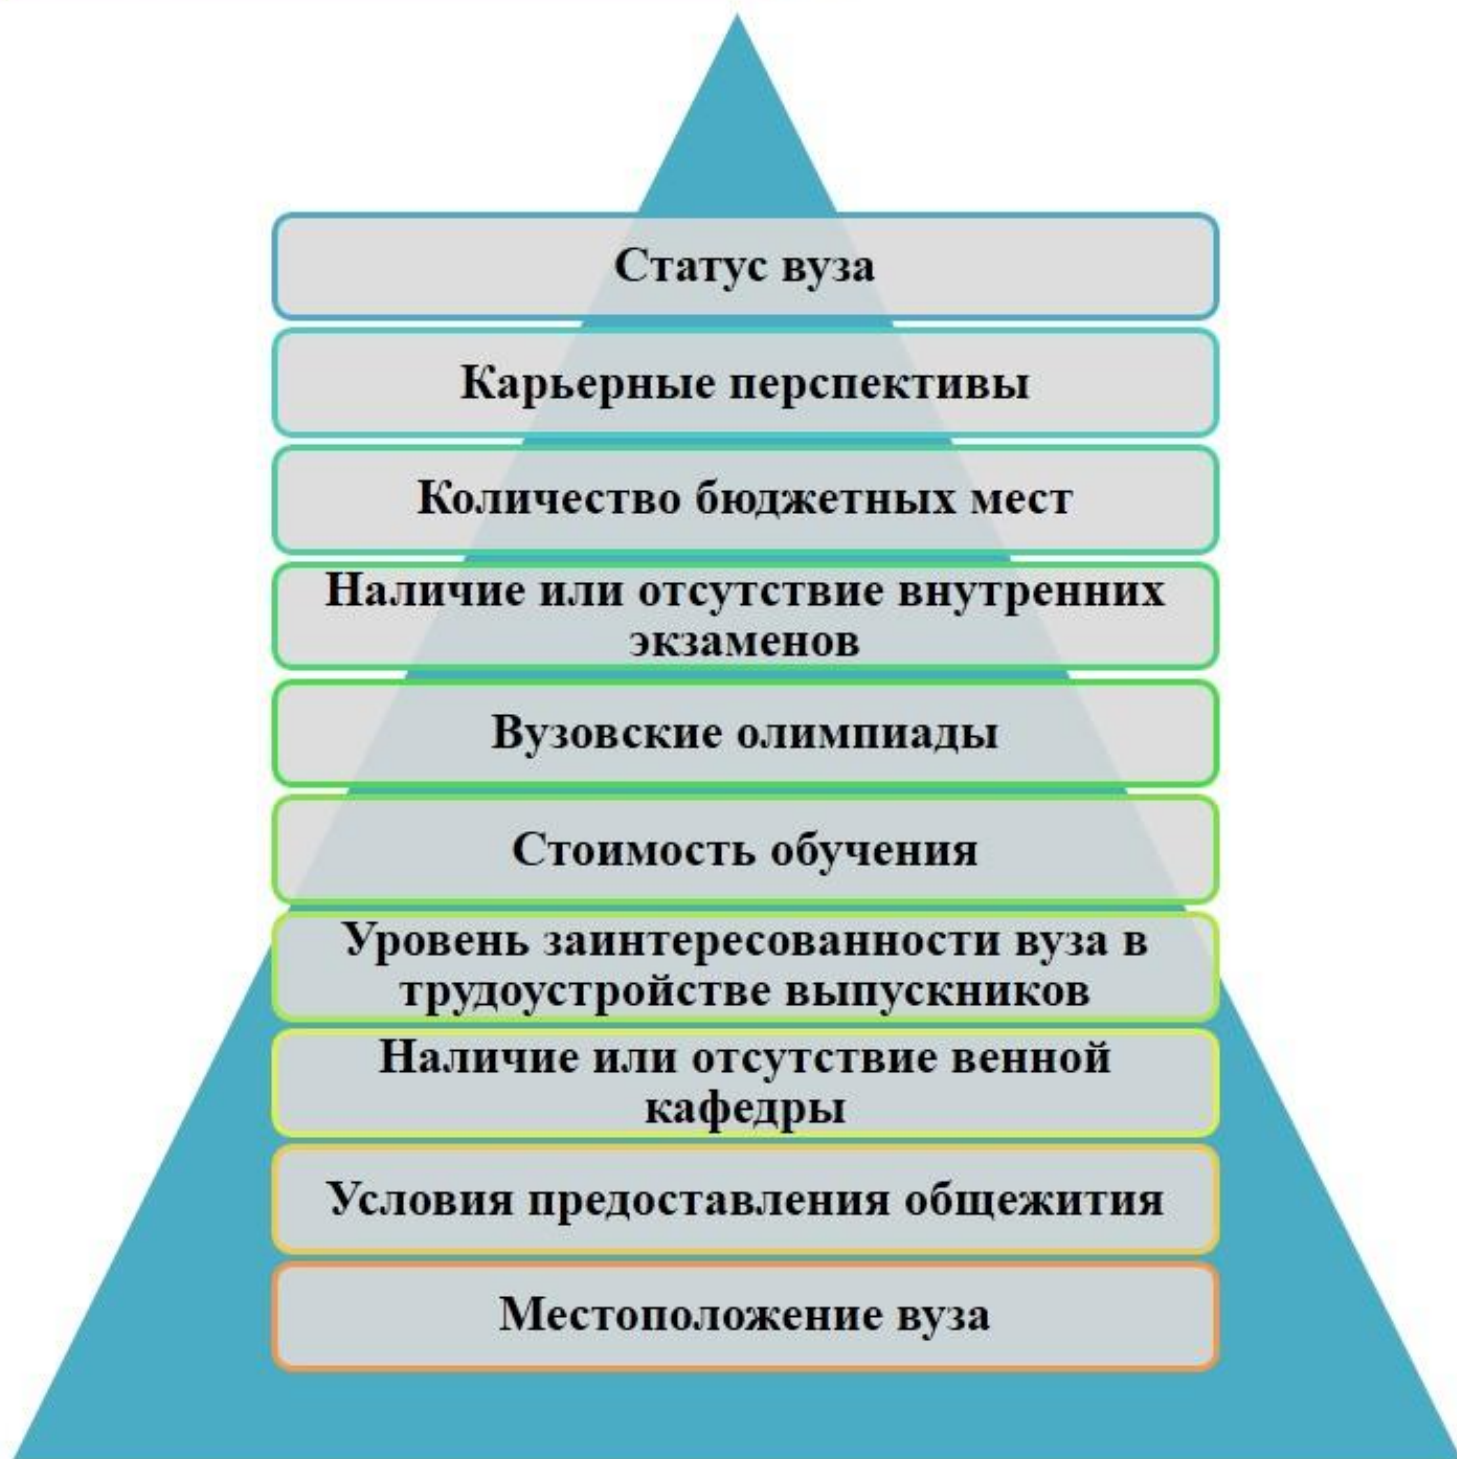 Статус вуза
Карьерные перспективы
Количество бюджетных мест
Наличие или отсутствие внутренних
экзаменов
Вузовские олимпиады
Стоимость обучения
Уровень заинтересованности вуза в
трудоустройстве выпускников
Наличие или отсутствие венной
кафедры
Условия предоставления общежития
Местоположение вуза